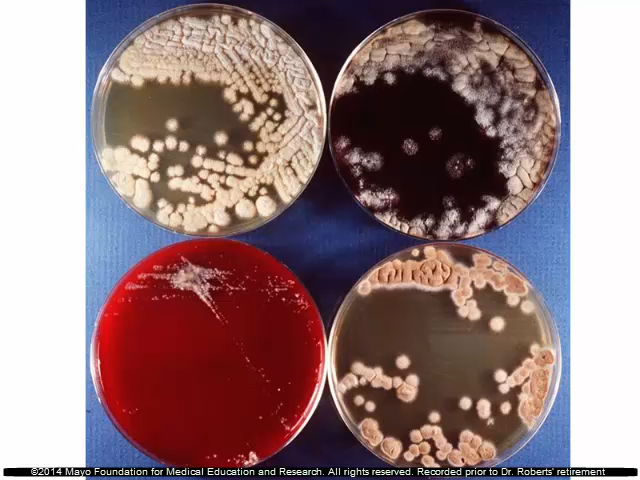 ©2014 Mayo Foundation for Medical Education and Research. All rights reserved. Recorded prior to Dr. Roberts' retirement